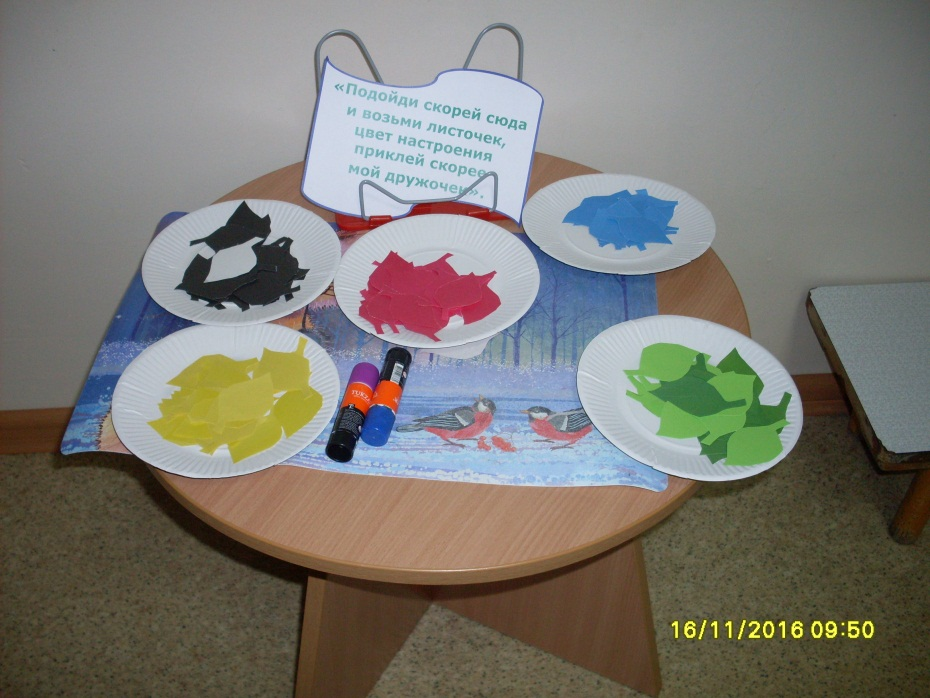 «Подойди скорей сюда
и возьми листочек,
цвет настроения
приклей скорее
мой дружочек».
16/11/2016 09:50